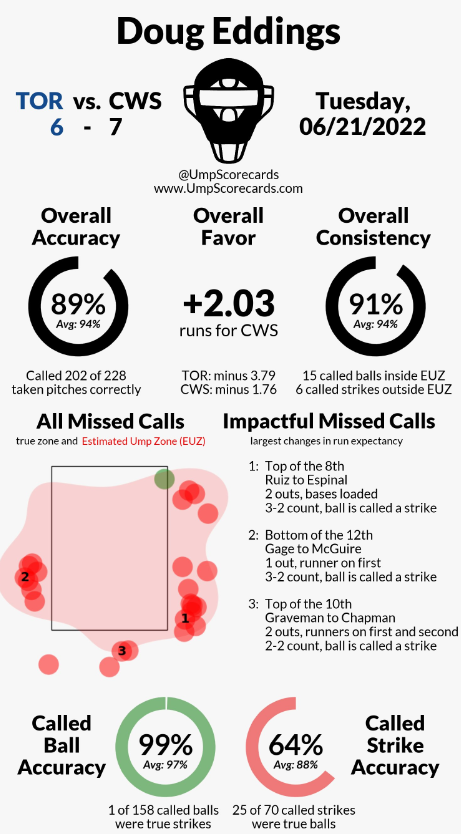 Doug Eddings
TOR vs. CWS
6 - 7
Tuesday,
06/21/2022
@UmpScorecards
www.UmpScorecards.com
Overall
Accuracy
89%
Avg: 94%
Called 202 of 228
taken pitches correctly
Overall
Favor
+2.03
runs for CWS
TOR: minus 3.79
CWS: minus 1.76
Overall
Consistency
91%
Avg: 94%
15 called balls inside EUZ
6 called strikes outside EUZ
All Missed Calls
true zone and Estimated Ump Zone (EUZ)
2
1
3
Impactful Missed Calls
largest changes in run expectancy
1: Top of the 8th
Ruiz to Espinal
2 outs, bases loaded
3-2 count, ball is called a strike
2: Bottom of the 12th
Gage to McGuire
1 out, runner on first
3-2 count, ball is called a strike
3: Top of the 10th
Graveman to Chapman
2 outs, runners on first and second
2-2 count, ball is called a strike
Called
Ball
Accuracy
99%
Avg: 97%
1 of 158 called balls
were true strikes
64%
Avg: 88%
25 of 70 called strikes
were true balls
Called
Strike
Accuracy